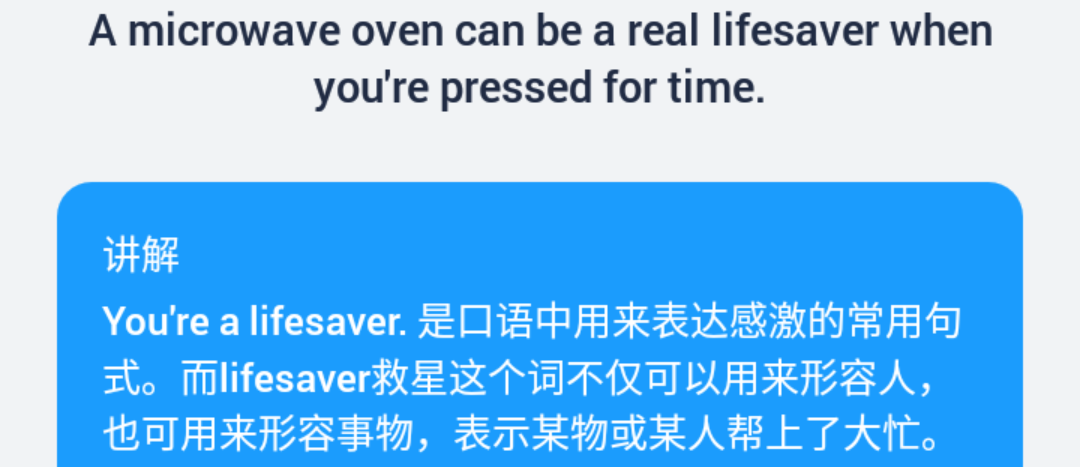 A microwave oven can be a real lifesaver when
you're pressed for time.
讲解
You're a lifesaver. 是口语中用来表达感激的常用句
式。而lifesaver救星这个词不仅可以用来形容人，
也可用来形容事物，表示某物或某人帮上了大忙。